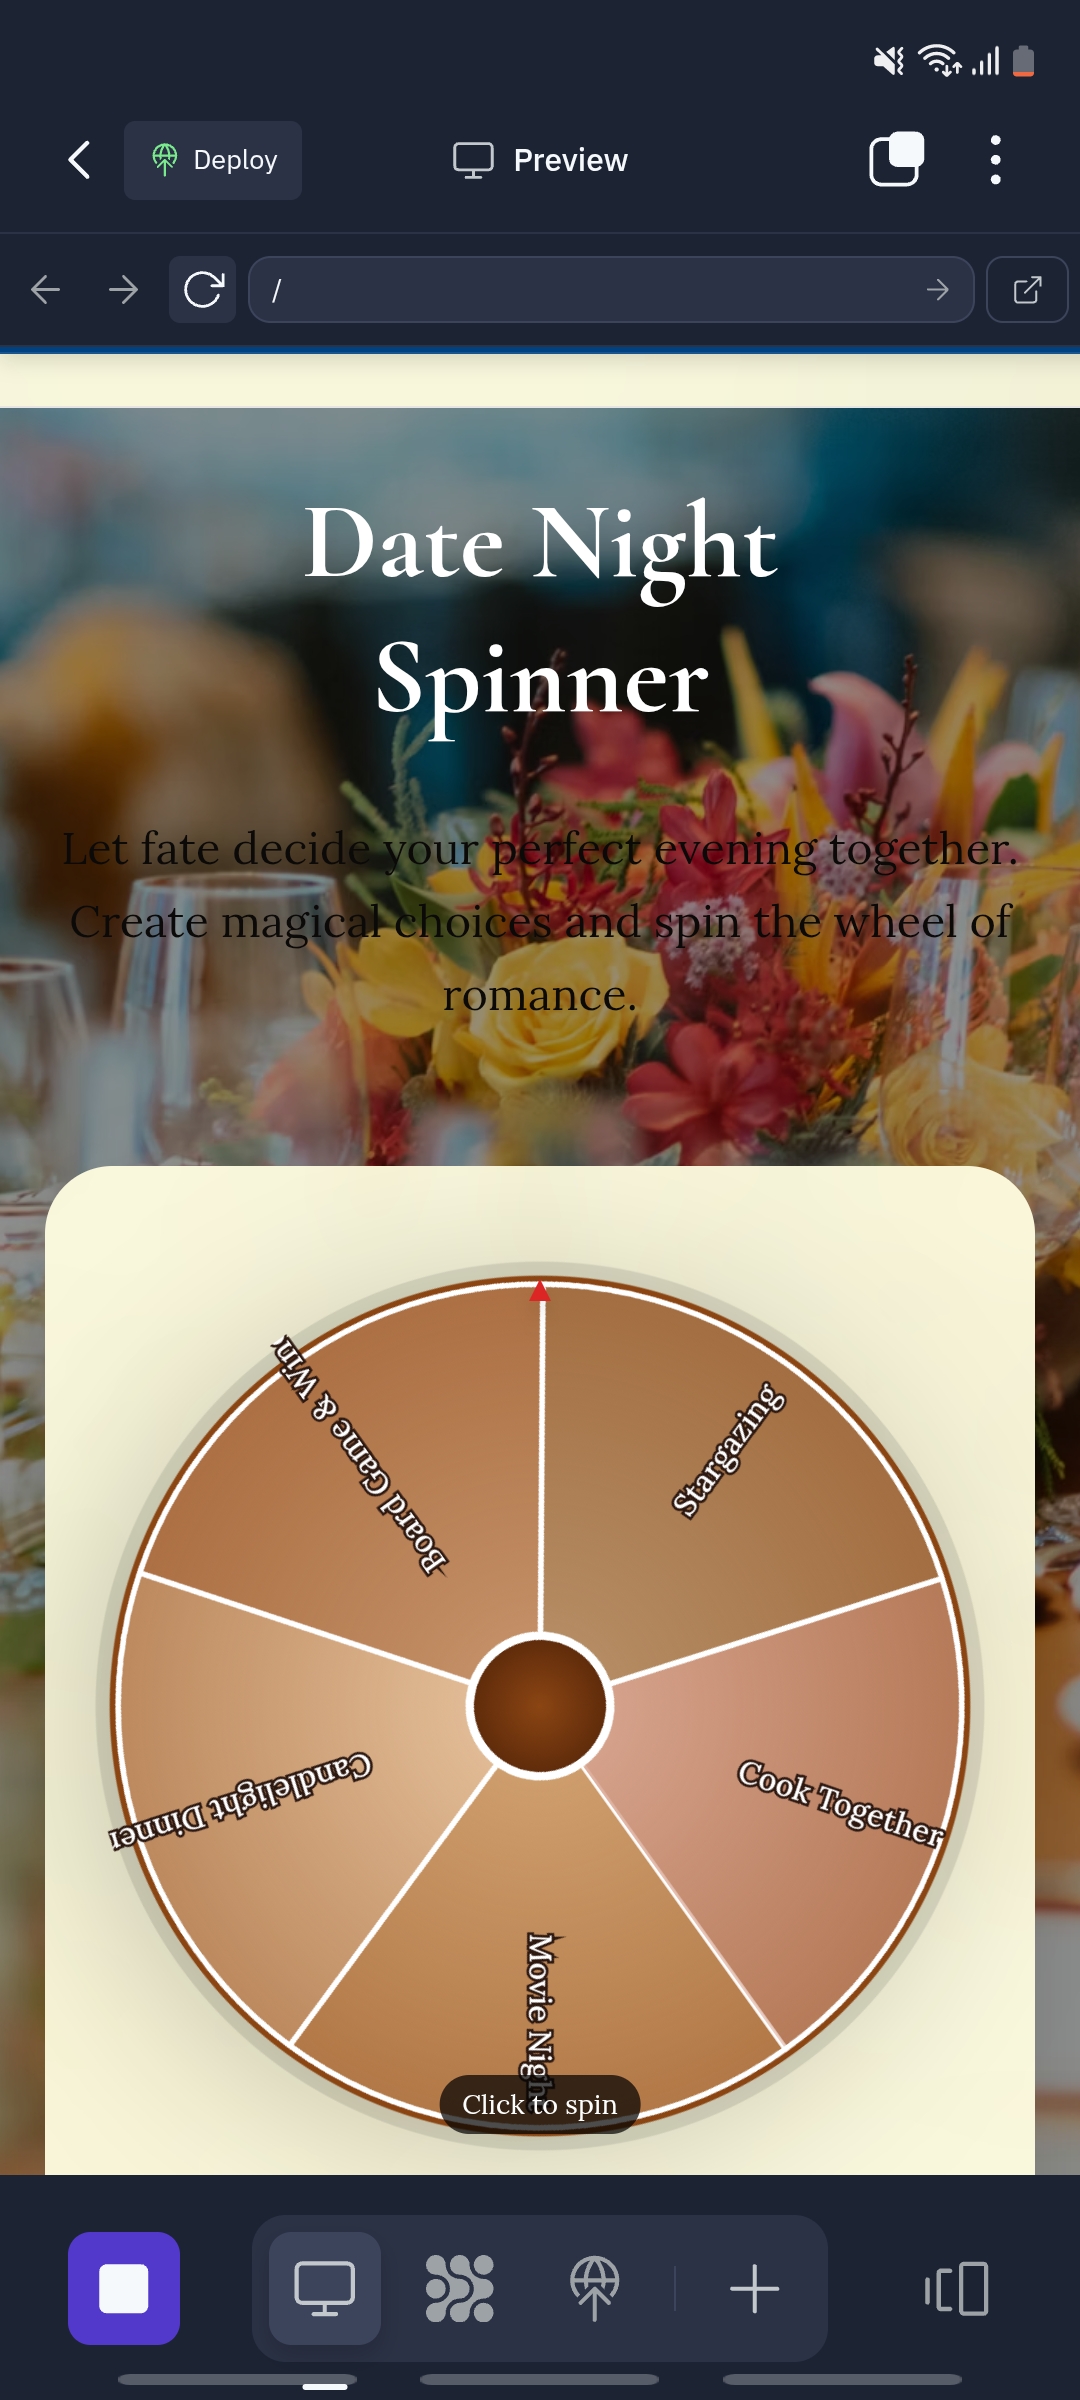 Deploy
Preview
/
Date Night
Spinner
Let fate decide your perfect evening together.
Create magical choices and spin the wheel of
romance.
Board Game & Win
Stargazing
Candlelight Dinner
Cook Together
Movie Nigh
Click to spin